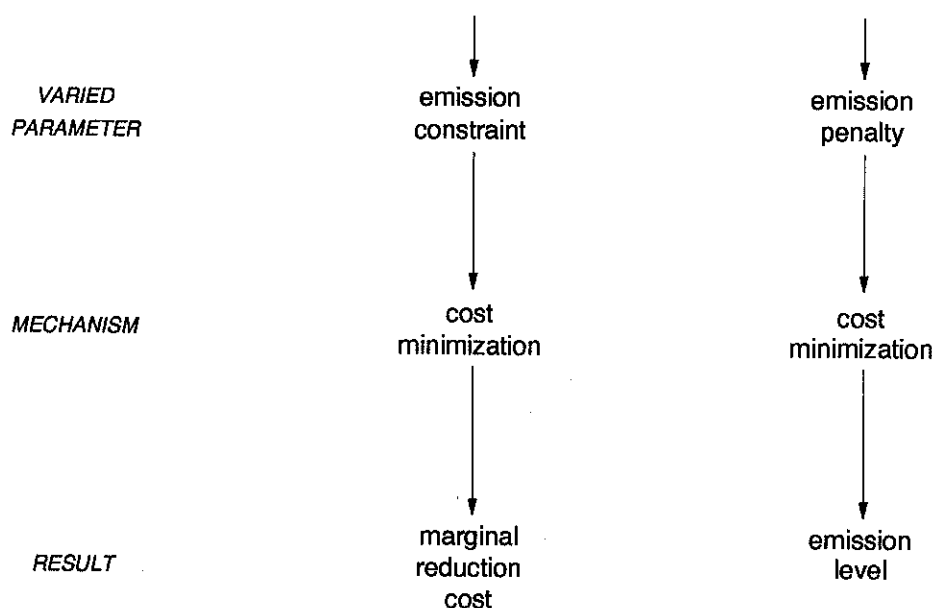 VARIED
PARAMETER
emission
constraint
emission
penalty
MECHANISM
cost
minimization
cost
minimization
RESULT
marginal
reduction
cost
emission
level